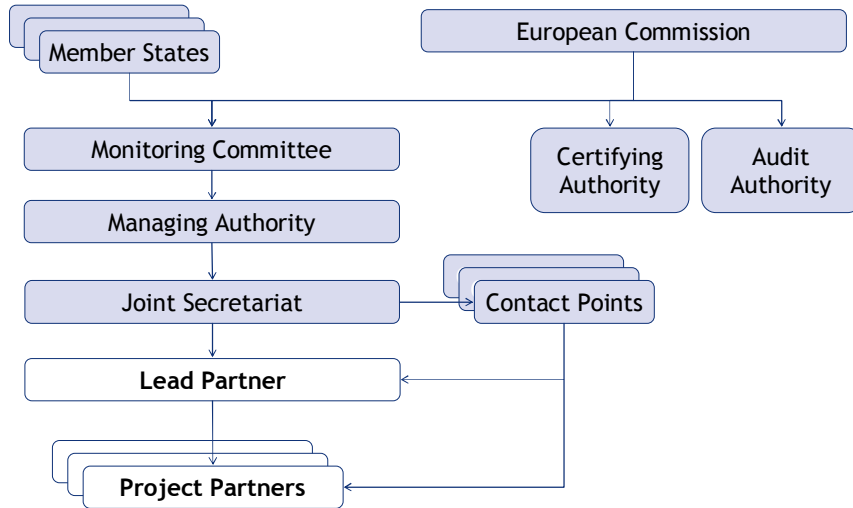 Member States
European Commission
Monitoring Committee
Certifying
Authority
Audit
Authority
Managing Authority
Joint Secretariat
Contact Points
Lead Partner
Project Partners